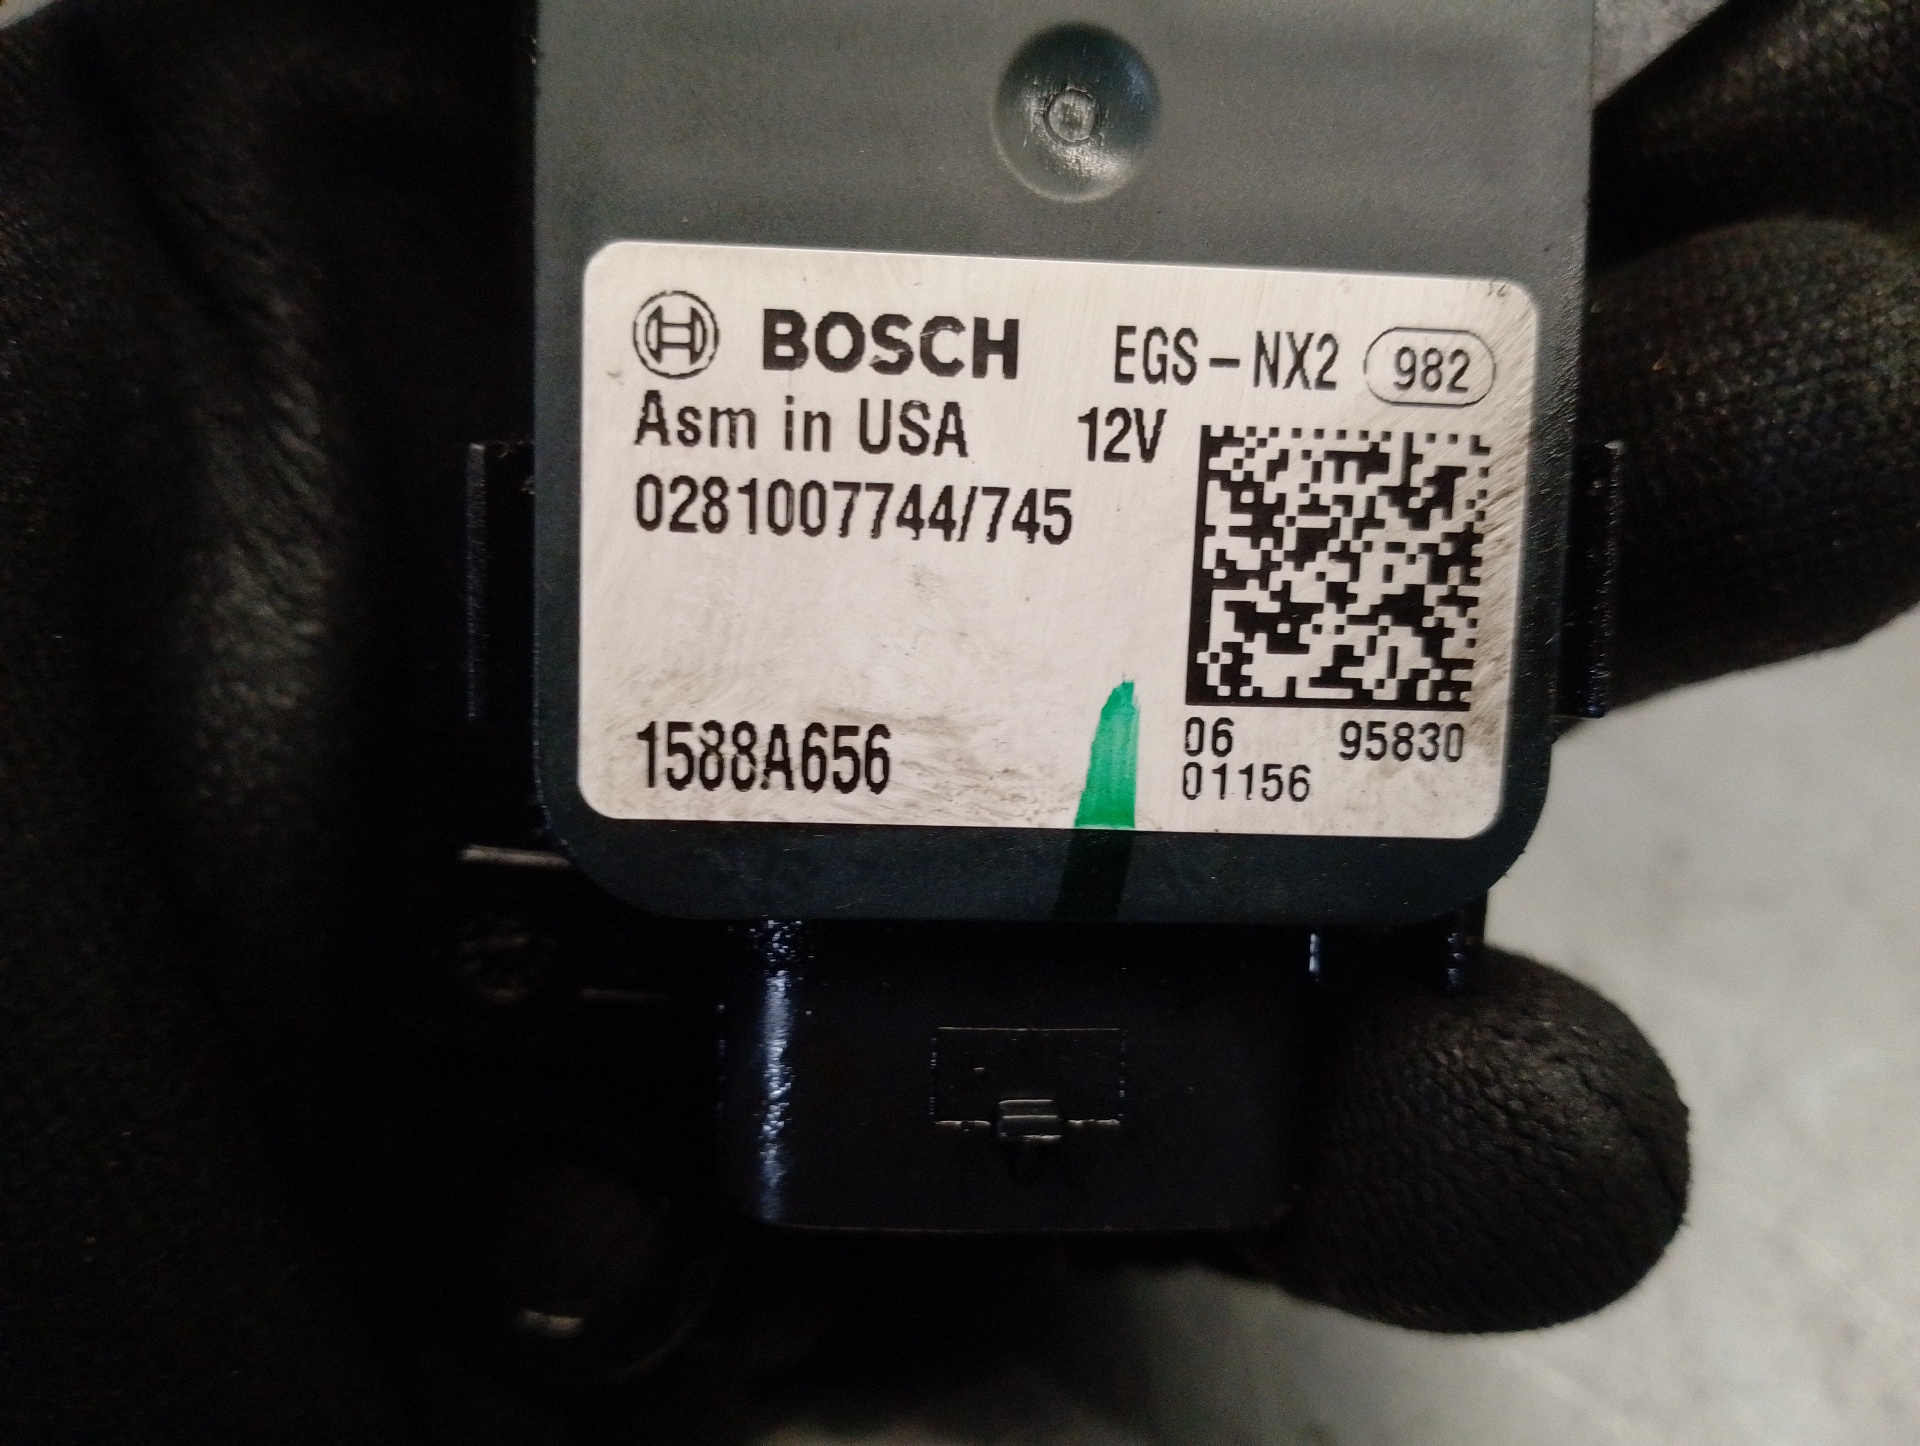 BOSCH EGS-NX2 982
Asm in USA 12V
0281007744/745
1588A656
06 95830
01156